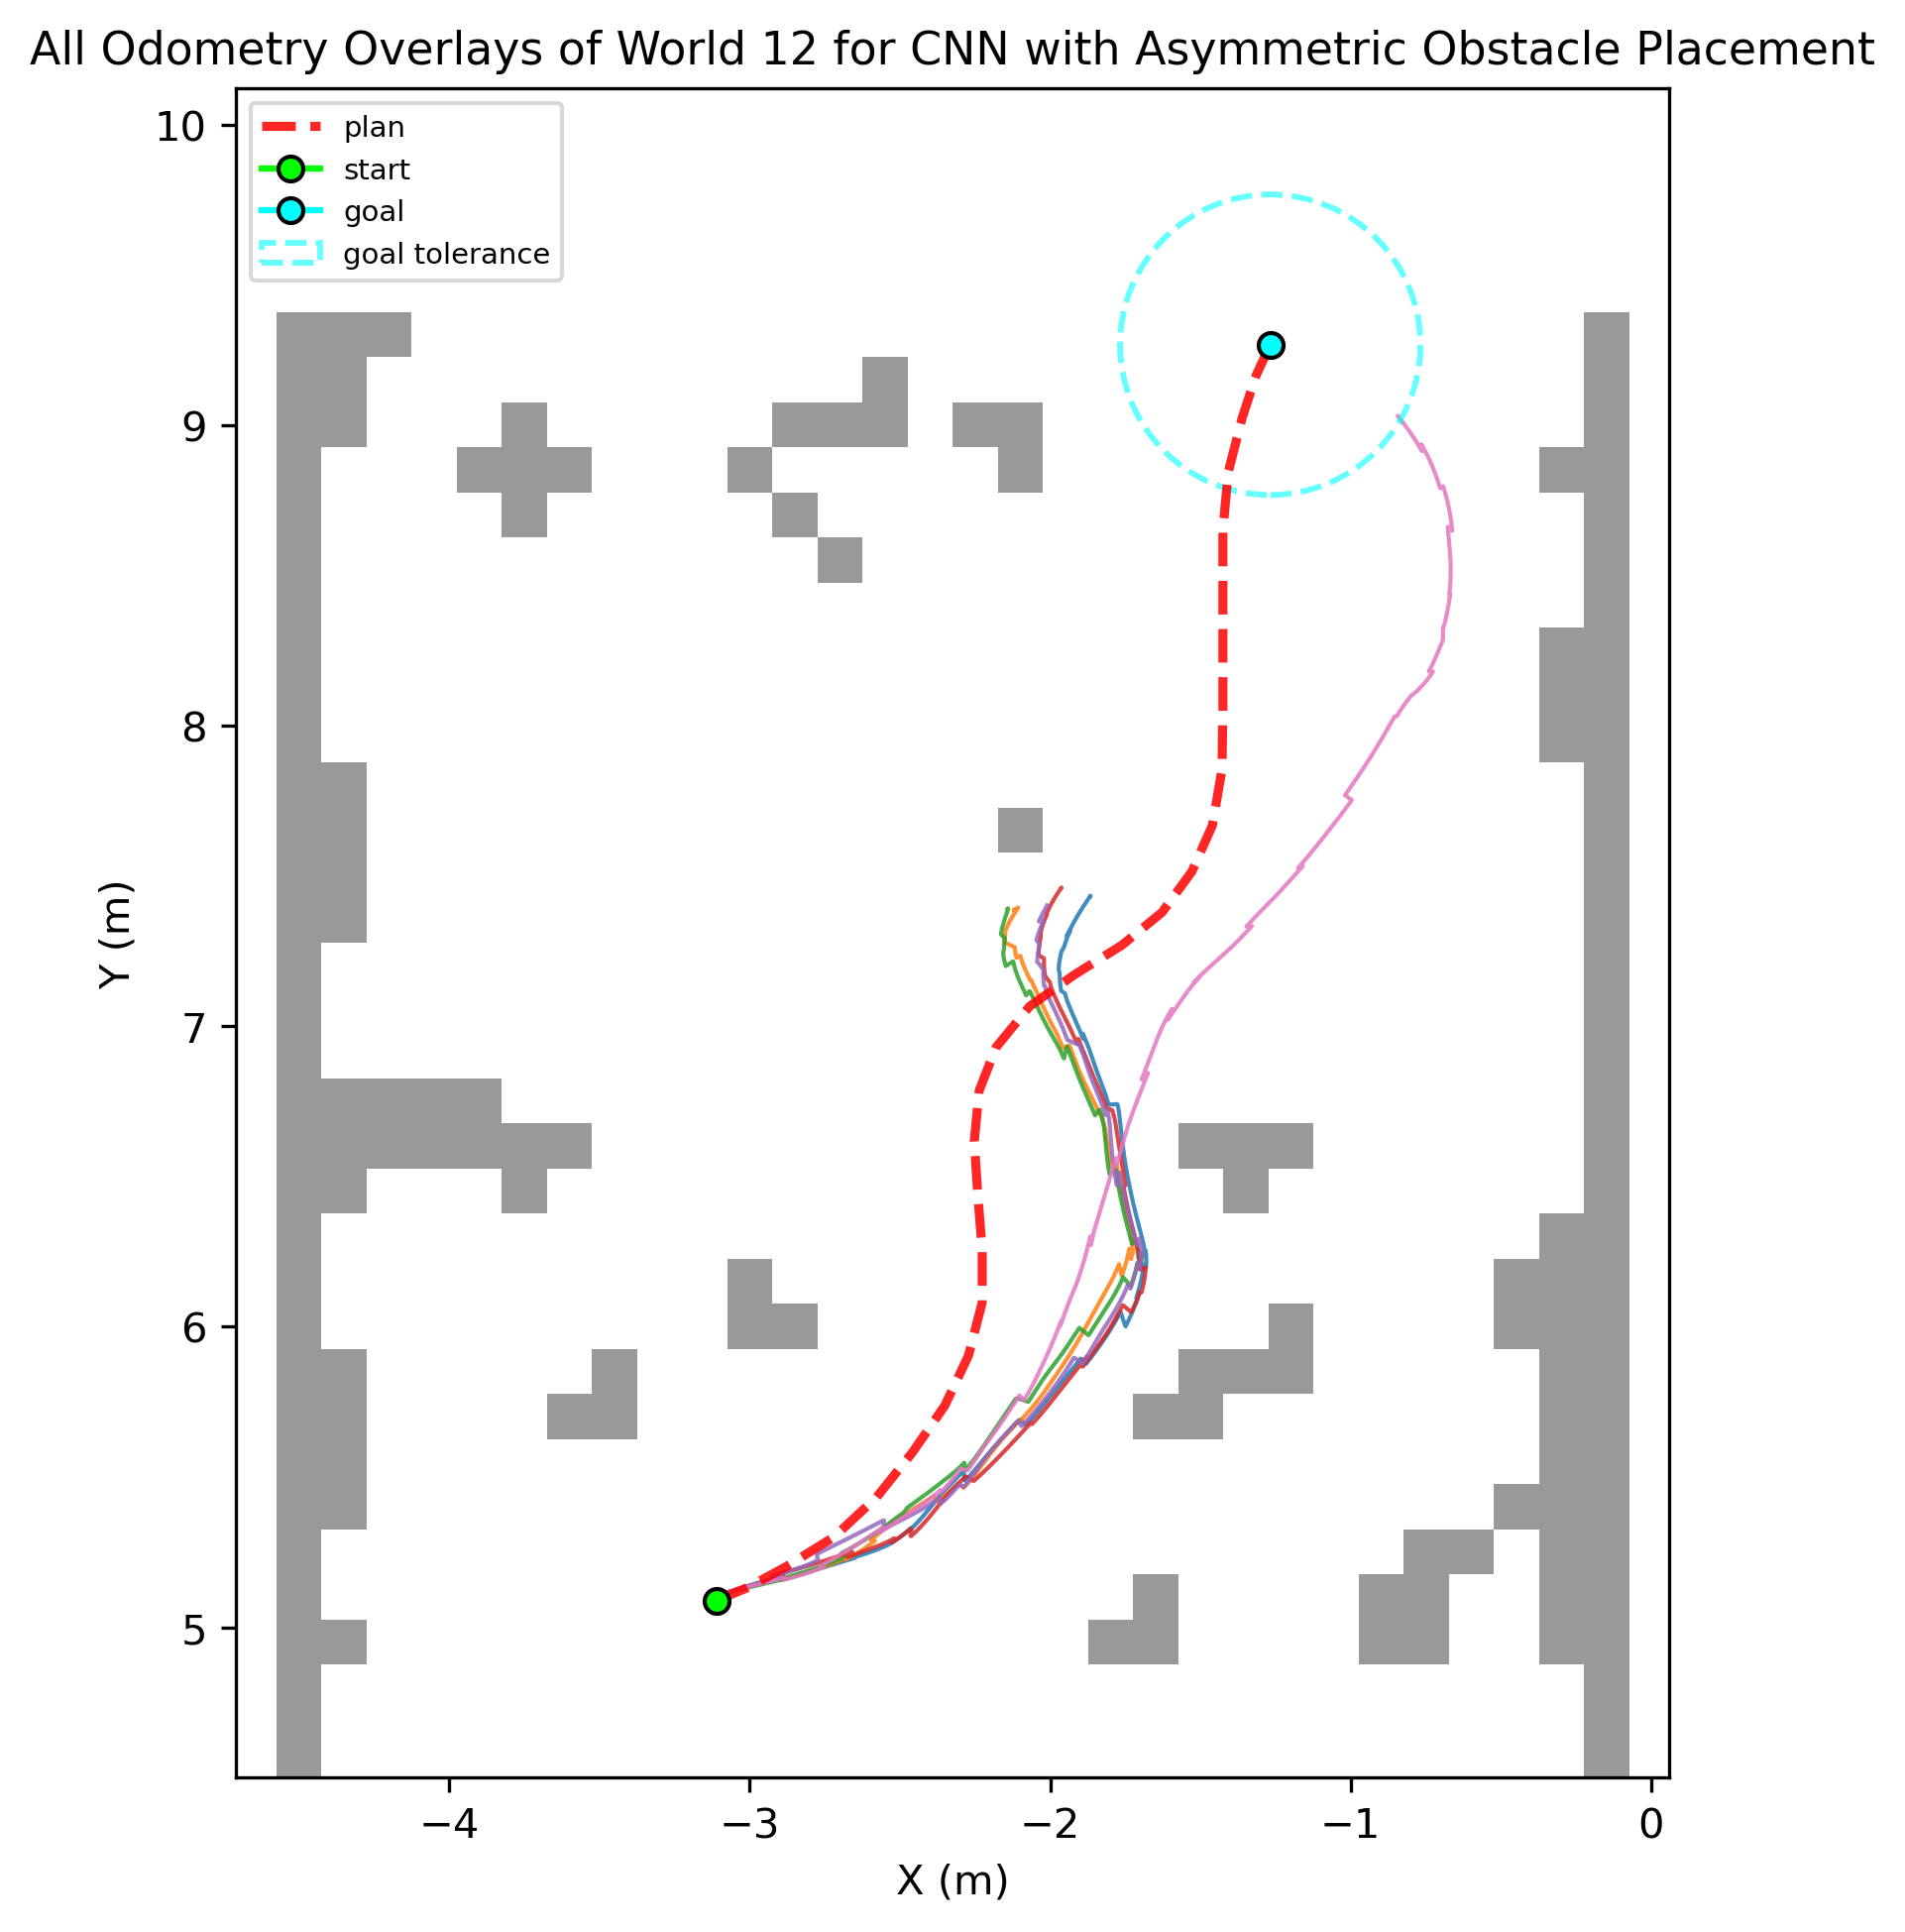 All Odometry Overlays of World 12 for CNN with Asymmetric Obstacle Placement
plan
start
goal
goal tolerance
10
9
8
7
6
5
Y (m)
−4
−3
−2
−1
0
X (m)